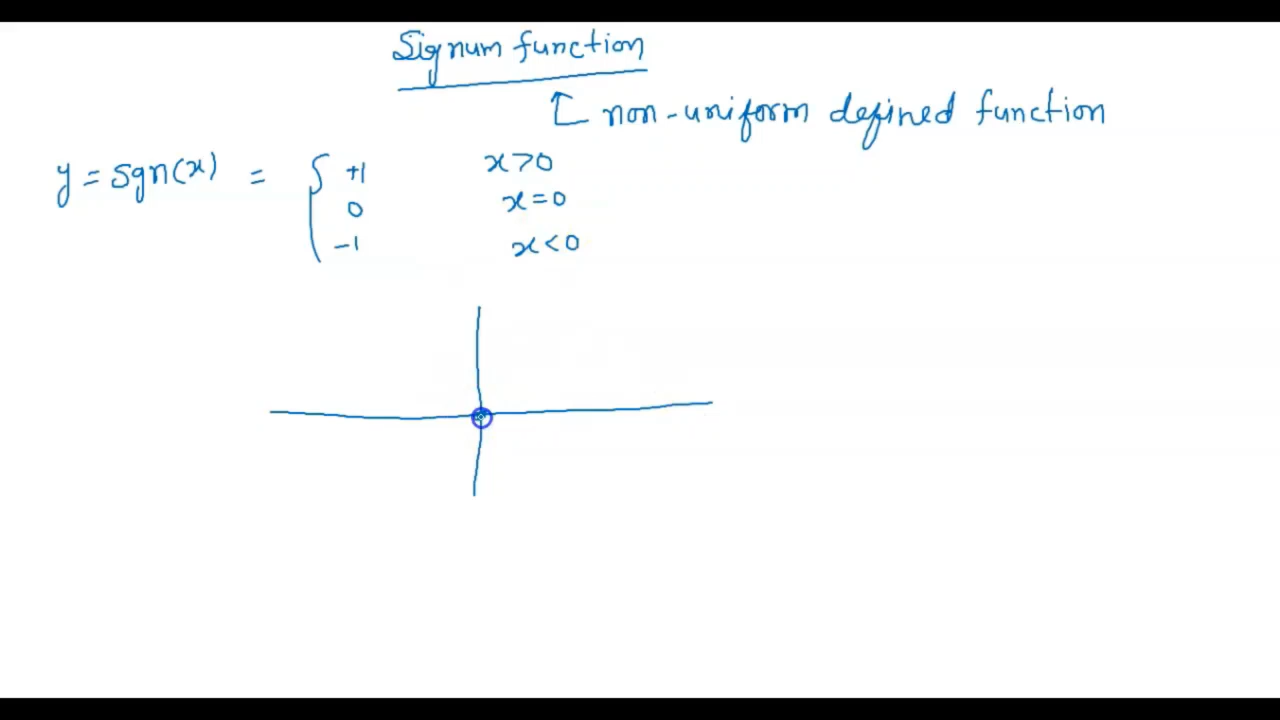 Signum function
non-uniform defined function
y = sgn(x) = { +1 x>0
0 x=0
-1 x<0